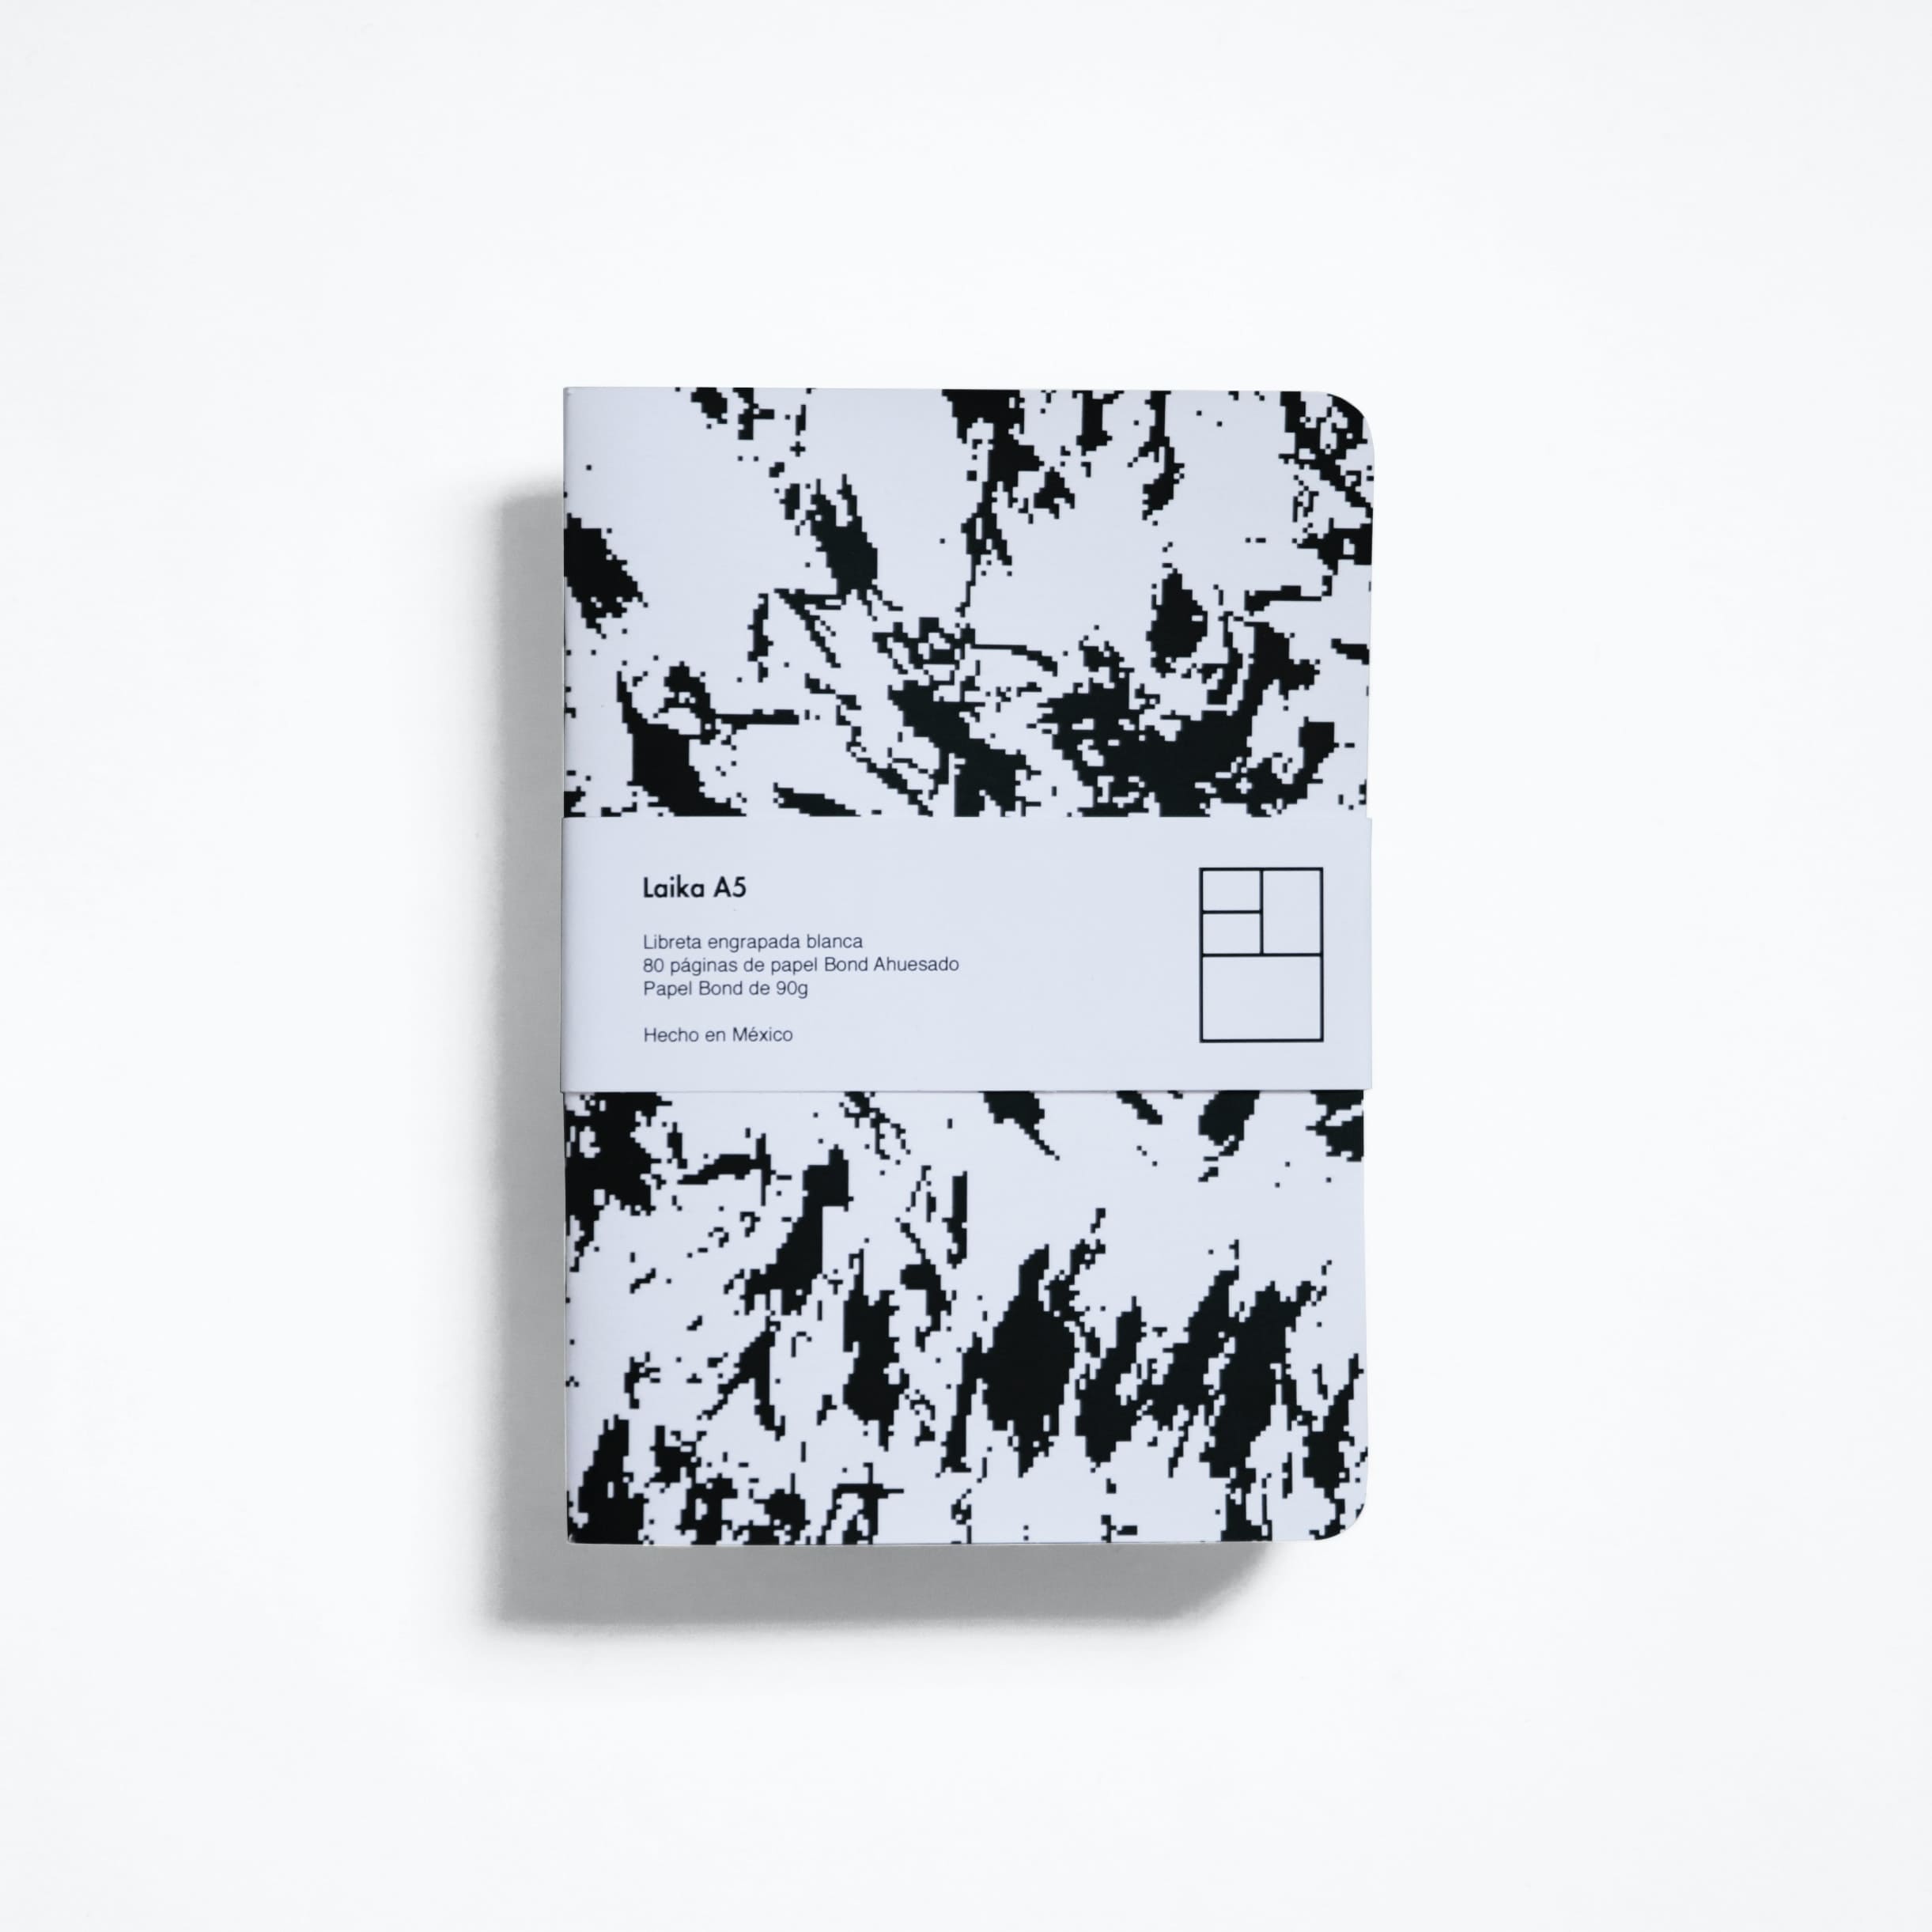 Laika A5
Libreta engrapada blanca
80 páginas de papel Bond Ahuesado
Papel Bond de 90g
Hecho en México